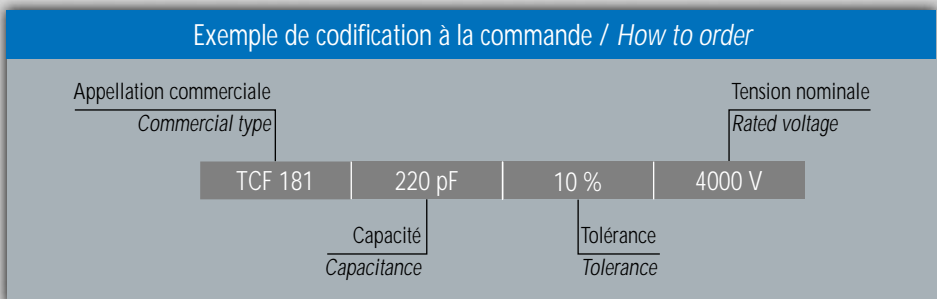 Exemple de codification à la commande / How to order
Appellation commerciale
Commercial type
Tension nominale
Rated voltage
TCF 181 220 pF 10 % 4000 V
Capacité
Capacitance
Tolérance
Tolerance